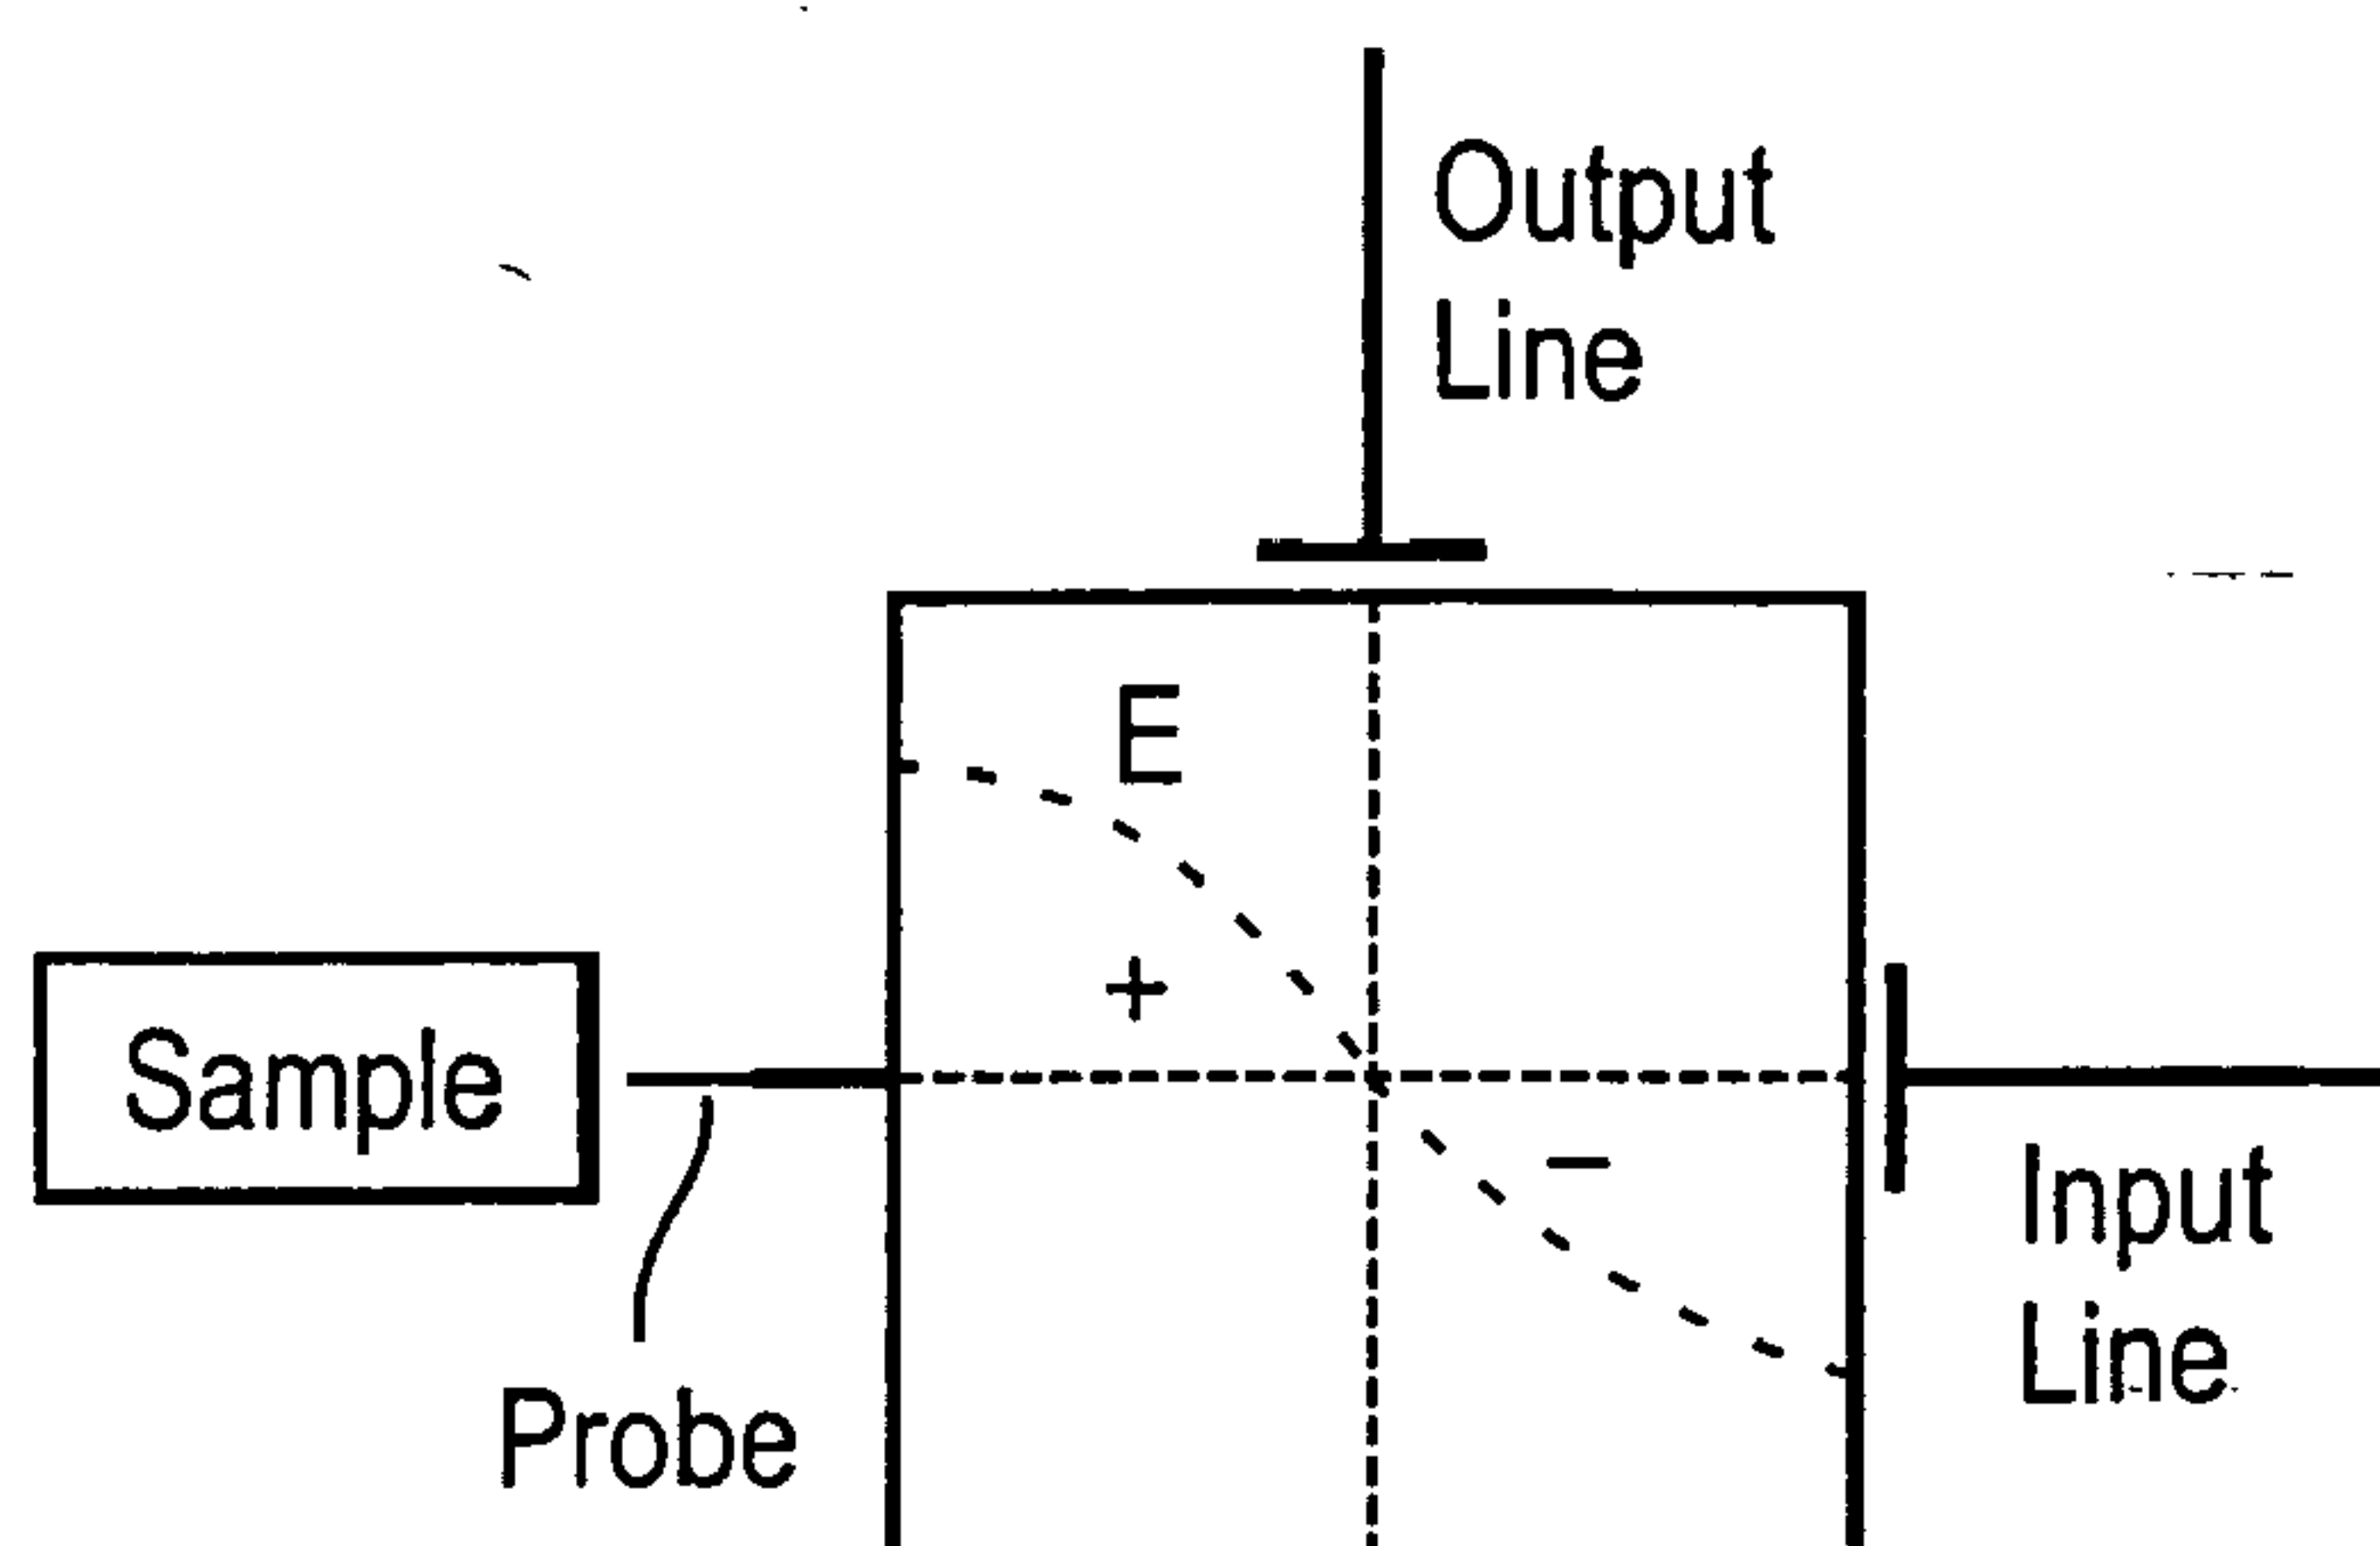 Output
Line
E
+
Sample
−
Input
Line
Probe